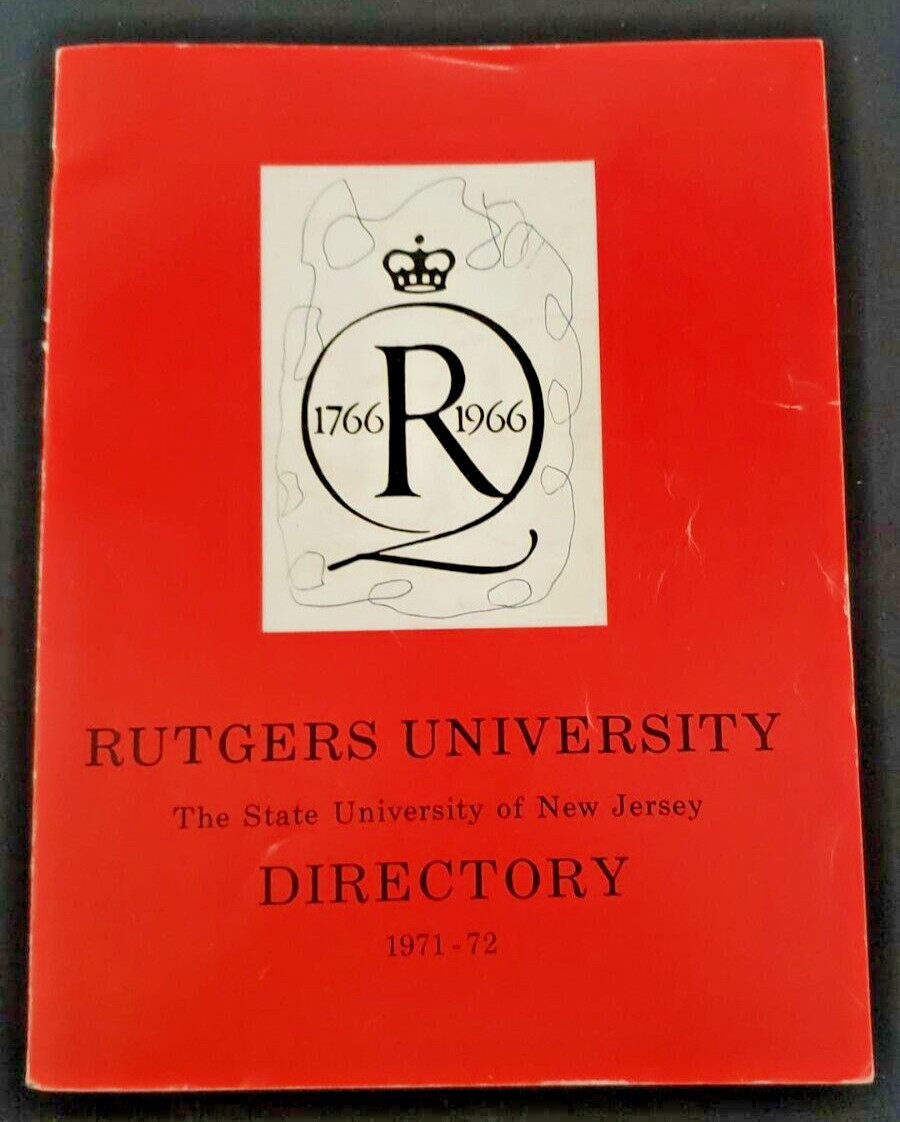 1766 R 1966
RUTGERS UNIVERSITY
The State University of New Jersey
DIRECTORY
1971-72